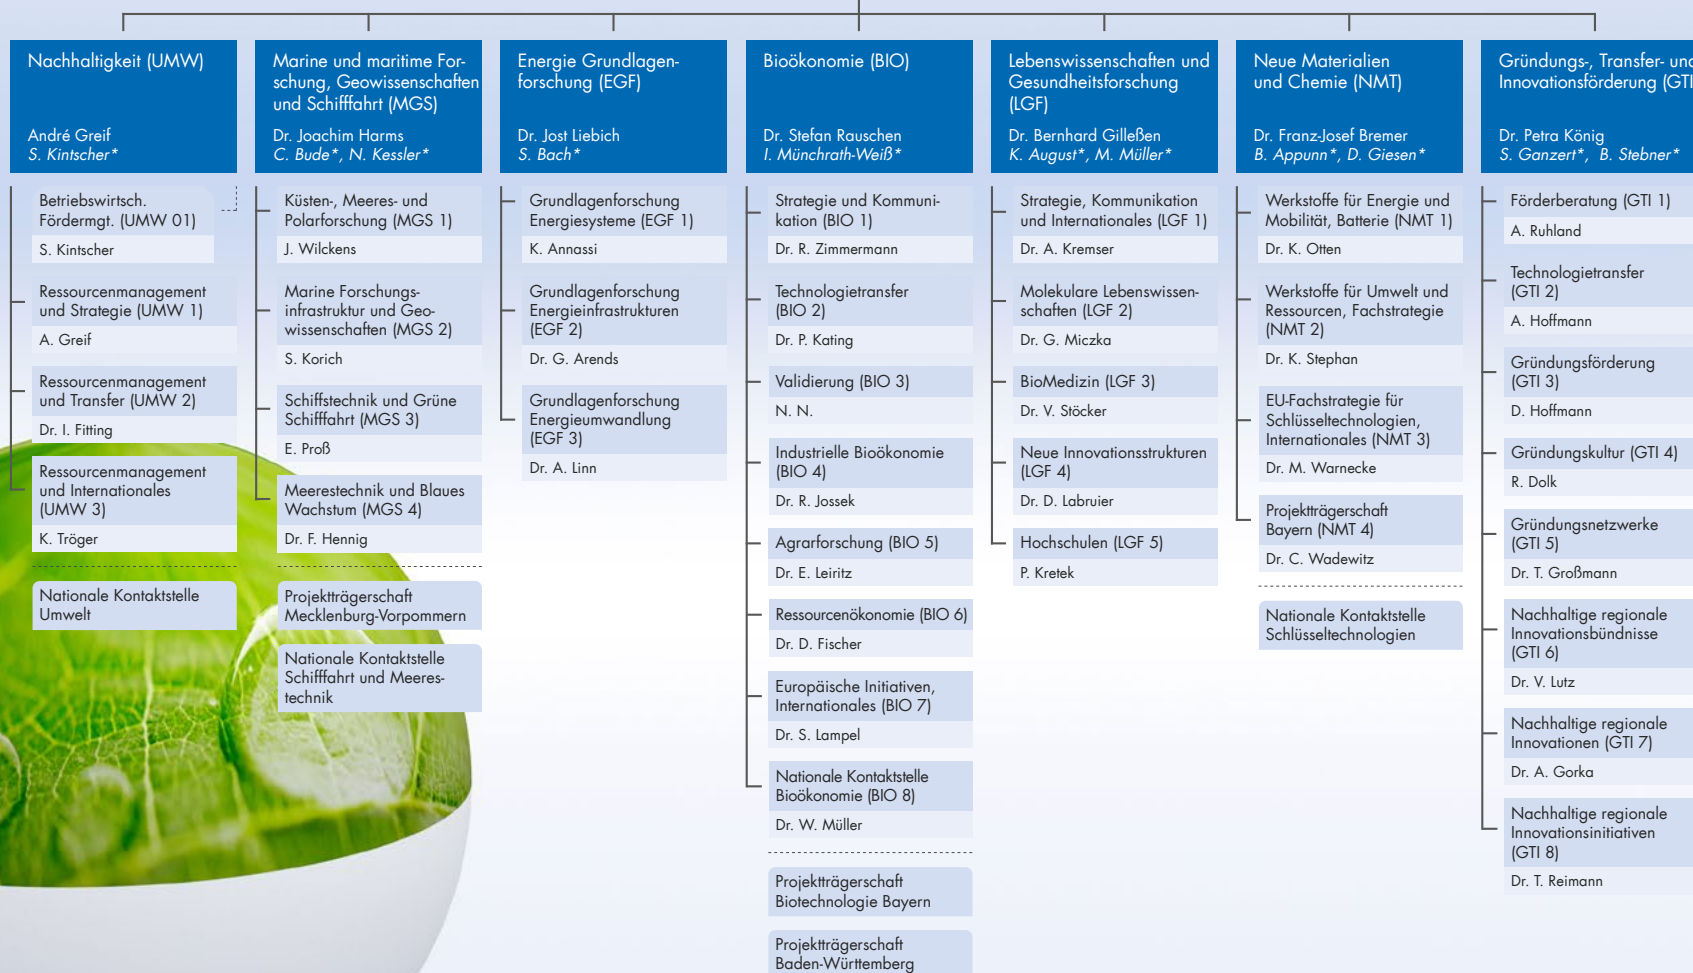 Nachhaltigkeit (UMW)
André Greif
S. Kintscher*
Betriebswirtsch.
Fördermgt. (UMW 01)
S. Kintscher
Ressourcenmanagement
und Strategie (UMW 1)
A. Greif
Ressourcenmanagement
und Transfer (UMW 2)
Dr. I. Fitting
Ressourcenmanagement
und Internationales
(UMW 3)
K. Tröger
Nationale Kontaktstelle
Umwelt
Marine und maritime For-
schung, Geowissenschaften
und Schifffahrt (MGS)
Dr. Joachim Harms
C. Bude*, N. Kessler*
Küsten-, Meeres- und
Polarforschung (MGS 1)
J. Wilckens
Marine Forschungs-
infrastruktur und Geo-
wissenschaften (MGS 2)
S. Korich
Schiffstechnik und Grüne
Schifffahrt (MGS 3)
E. Proß
Meerestechnik und Blaues
Wachstum (MGS 4)
Dr. F. Hennig
Projektträgerschaft
Mecklenburg-Vorpommern
Nationale Kontaktstelle
Schifffahrt und Meeres-
technik
Energie Grundlagen-
forschung (EGF)
Dr. Jost Liebich
S. Bach*
Grundlagenforschung
Energiesysteme (EGF 1)
K. Annassi
Grundlagenforschung
Energieinfrastrukturen
(EGF 2)
Dr. G. Arends
Grundlagenforschung
Energieumwandlung
(EGF 3)
Dr. A. Linn
Bioökonomie (BIO)
Dr. Stefan Rauschen
I. Münchrath-Weiß*
Strategie und Kommuni-
kation (BIO 1)
Dr. R. Zimmermann
Technologietransfer
(BIO 2)
Dr. P. Kating
Validierung (BIO 3)
N. N.
Industrielle Bioökonomie
(BIO 4)
Dr. R. Jossek
Agrarforschung (BIO 5)
Dr. E. Leiritz
Ressourcenökonomie (BIO 6)
Dr. D. Fischer
Europäische Initiativen,
Internationales (BIO 7)
Dr. S. Lampel
Nationale Kontaktstelle
Bioökonomie (BIO 8)
Dr. W. Müller
Projektträgerschaft
Biotechnologie Bayern
Projektträgerschaft
Baden-Württemberg
Lebenswissenschaften und
Gesundheitsforschung
(LGF)
Dr. Bernhard Gilleßen
K. August*, M. Müller*
Strategie, Kommunikation
und Internationales (LGF 1)
Dr. A. Kremser
Molekulare Lebenswissen-
schaften (LGF 2)
Dr. G. Miczka
BioMedizin (LGF 3)
Dr. V. Stöcker
Neue Innovationsstrukturen
(LGF 4)
Dr. D. Labruier
Hochschulen (LGF 5)
P. Kretek
Neue Materialien
und Chemie (NMT)
Dr. Franz-Josef Bremer
B. Appunn*, D. Giesen*
Werkstoffe für Energie und
Mobilität, Batterie (NMT 1)
Dr. K. Otten
Werkstoffe für Umwelt und
Ressourcen, Fachstrategie
(NMT 2)
Dr. K. Stephan
EU-Fachstrategie für
Schlüsseltechnologien,
Internationales (NMT 3)
Dr. M. Warnecke
Projektträgerschaft
Bayern (NMT 4)
Dr. C. Wadewitz
Nationale Kontaktstelle
Schlüsseltechnologien
Gründungs-, Transfer- und
Innovationsförderung (GTI
Dr. Petra König
S. Ganzert*, B. Stebner*
Förderberatung (GTI 1)
A. Ruhland
Technologietransfer
(GTI 2)
A. Hoffmann
Gründungsförderung
(GTI 3)
D. Hoffmann
Gründungskultur (GTI 4)
R. Dolk
Gründungsnetzwerke
(GTI 5)
Dr. T. Großmann
Nachhaltige regionale
Innovationsbündnisse
(GTI 6)
Dr. V. Lutz
Nachhaltige regionale
Innovationen (GTI 7)
Dr. A. Gorka
Nachhaltige regionale
Innovationsinitiativen
(GTI 8)
Dr. T. Reimann